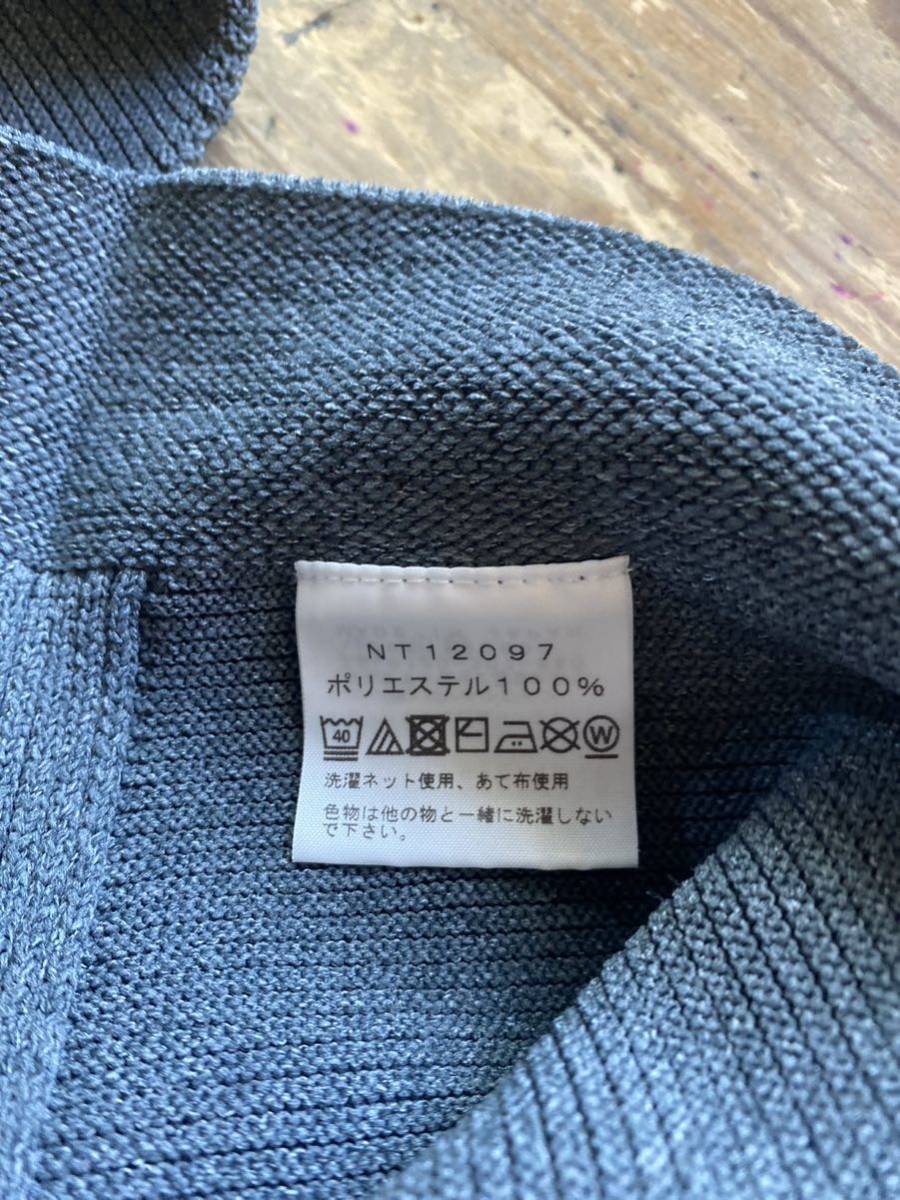 NT12097
ポリエステル100%
40 W
洗濯ネット使用、あて布使用
色物は他の物と一緒に洗濯しない
で下さい。